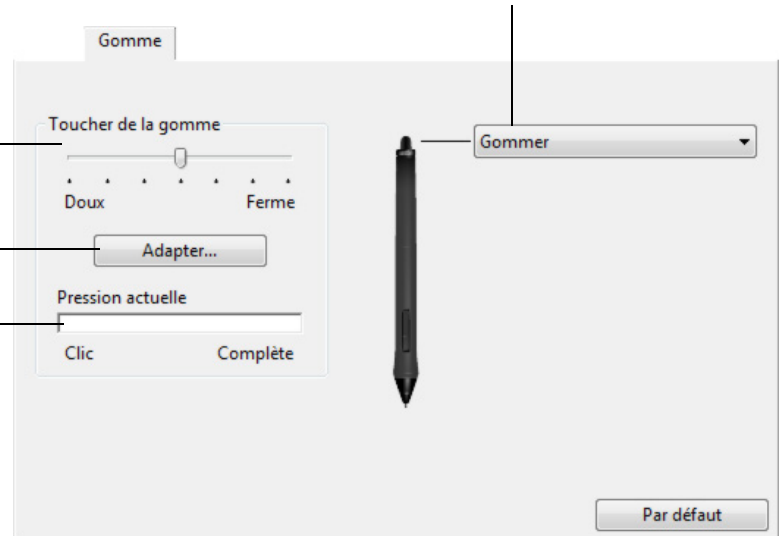 Gomme
Toucher de la gomme
Doux Ferme
Adapter...
Pression actuelle
Clic Complète
Gommer
Par défaut